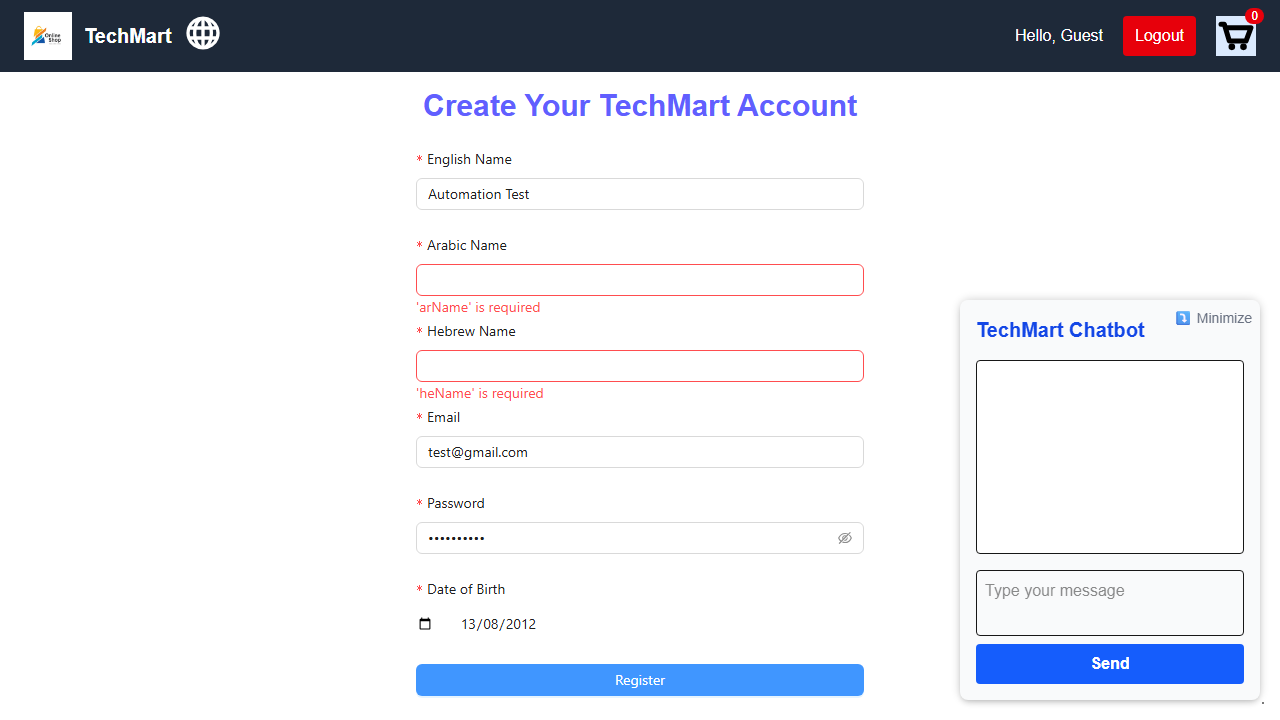 Online
Shop
TechMart
Hello, Guest
Logout
0
Create Your TechMart Account
* English Name
Automation Test
* Arabic Name
'arName' is required
* Hebrew Name
'heName' is required
* Email
test@gmail.com
* Password
••••••••••
* Date of Birth
13/08/2012
Register
Minimize
TechMart Chatbot
Type your message
Send
.